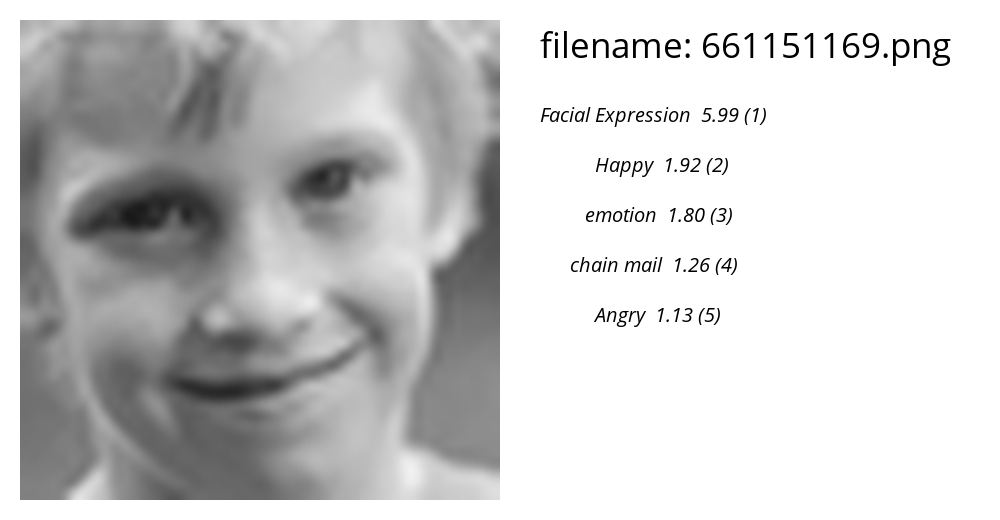 filename: 661151169.png
Facial Expression 5.99 (1)
Happy 1.92 (2)
emotion 1.80 (3)
chain mail 1.26 (4)
Angry 1.13 (5)